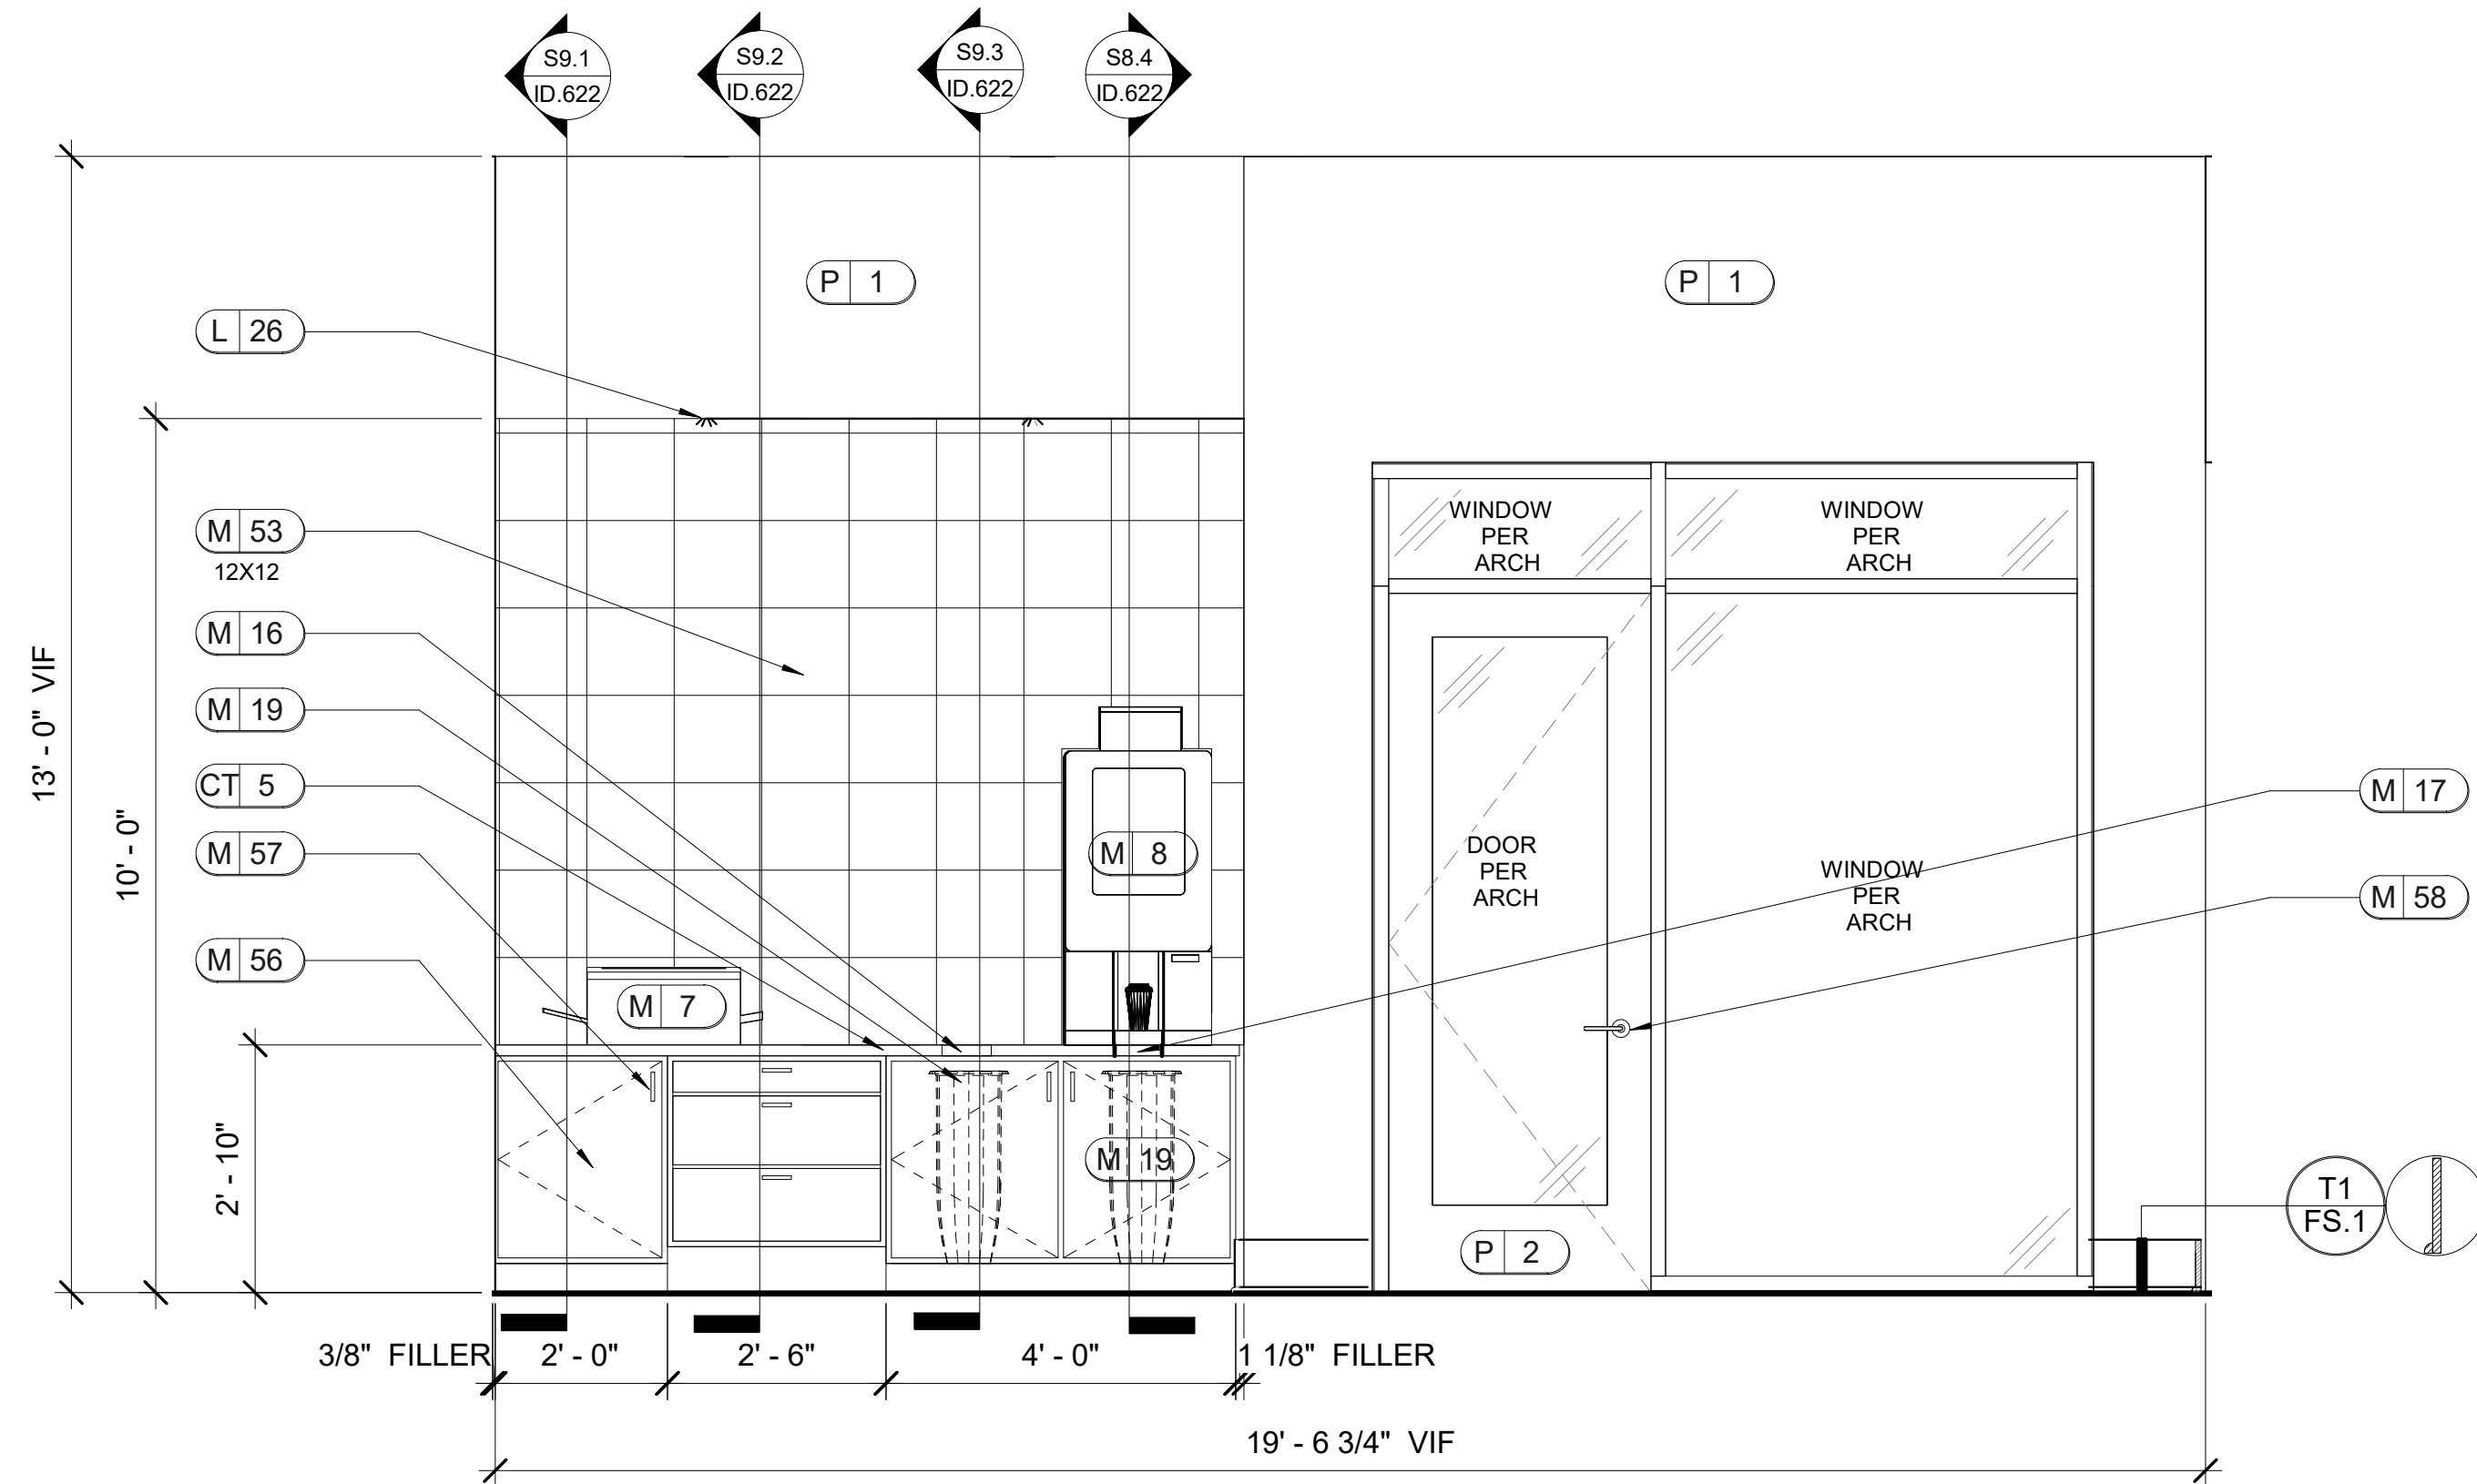 S9.1
ID.622
S9.2
ID.622
S9.3
ID.622
S8.4
ID.622
P 1
P 1
L 26
M 53
12X12
M 16
M 19
CT 5
M 57
M 56
13' - 0" VIF
10' - 0"
2' - 10"
WINDOW
PER
ARCH
WINDOW
PER
ARCH
DOOR
PER
ARCH
WINDOW
PER
ARCH
M 8
M 7
M 19
M 17
M 58
P 2
T1
FS.1
3/8" FILLER
2' - 0"
2' - 6"
4' - 0"
1 1/8" FILLER
19' - 6 3/4" VIF